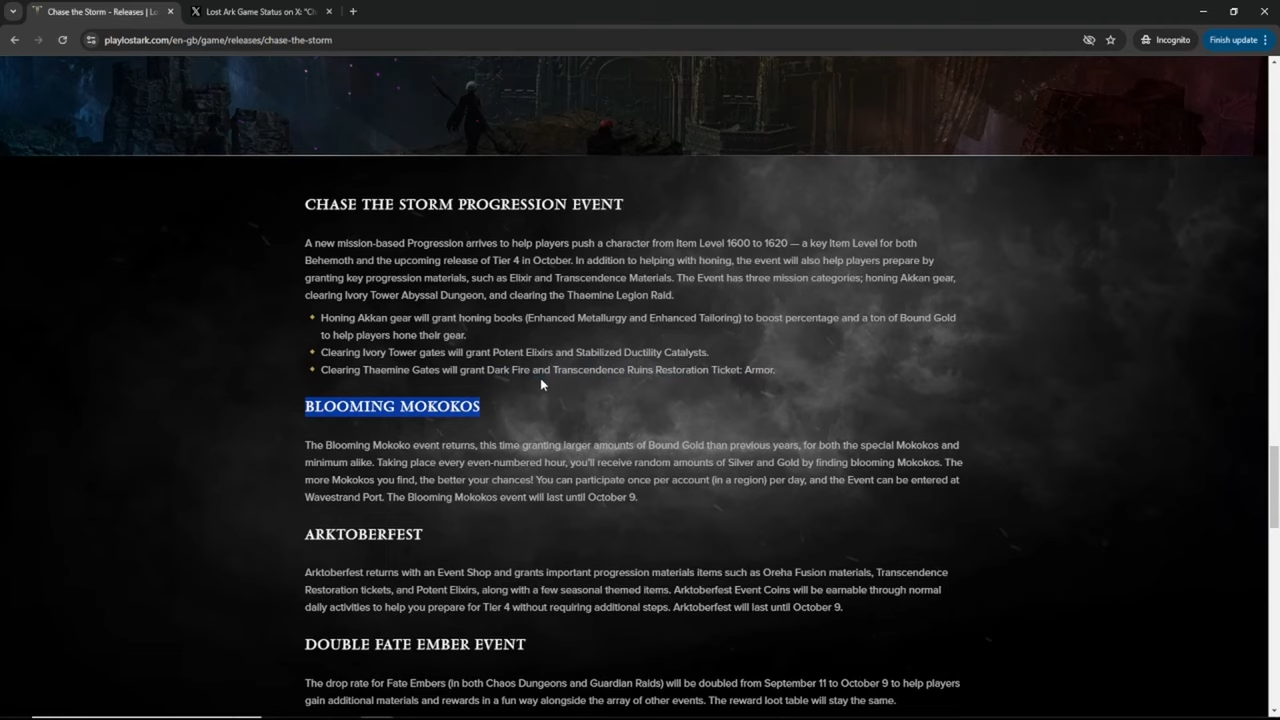 Chase the Storm - Releases | Lo
Lost Ark Game Status on X: "Ch
playlostark.com/en-gb/game/releases/chase-the-storm
Incognito
Finish update
CHASE THE STORM PROGRESSION EVENT
A new mission-based Progression arrives to help players push a character from Item Level 1600 to 1620 — a key Item Level for both
Behemoth and the upcoming release of Tier 4 in October. In addition to helping with honing, the event will also help players prepare by
granting key progression materials, such as Elixir and Transcendence Materials. The Event has three mission categories; honing Akkan gear,
clearing Ivory Tower Abyssal Dungeon, and clearing the Thaemine Legion Raid.
Honing Akkan gear will grant honing books (Enhanced Metallurgy and Enhanced Tailoring) to boost percentage and a ton of Bound Gold
to help players hone their gear.
Clearing Ivory Tower gates will grant Potent Elixirs and Stabilized Ductility Catalysts.
Clearing Thaemine Gates will grant Dark Fire and Transcendence Ruins Restoration Ticket: Armor.
BLOOMING MOKOKOS
The Blooming Mokoko event returns, this time granting larger amounts of Bound Gold than previous years, for both the special Mokokos and
minimum alike. Taking place every even-numbered hour, you'll receive random amounts of Silver and Gold by finding blooming Mokokos. The
more Mokokos you find, the better your chances! You can participate once per account (in a region) per day, and the Event can be entered at
Wavestrand Port. The Blooming Mokokos event will last until October 9.
ARKTOBERFEST
Arktoberfest returns with an Event Shop and grants important progression materials items such as Oreha Fusion materials, Transcendence
Restoration tickets, and Potent Elixirs, along with a few seasonal themed items. Arktoberfest Event Coins will be earnable through normal
daily activities to help you prepare for Tier 4 without requiring additional steps. Arktoberfest will last until October 9.
DOUBLE FATE EMBER EVENT
The drop rate for Fate Embers (in both Chaos Dungeons and Guardian Raids) will be doubled from September 11 to October 9 to help players
gain additional materials and rewards in a fun way alongside the array of other events. The reward loot table will stay the same.